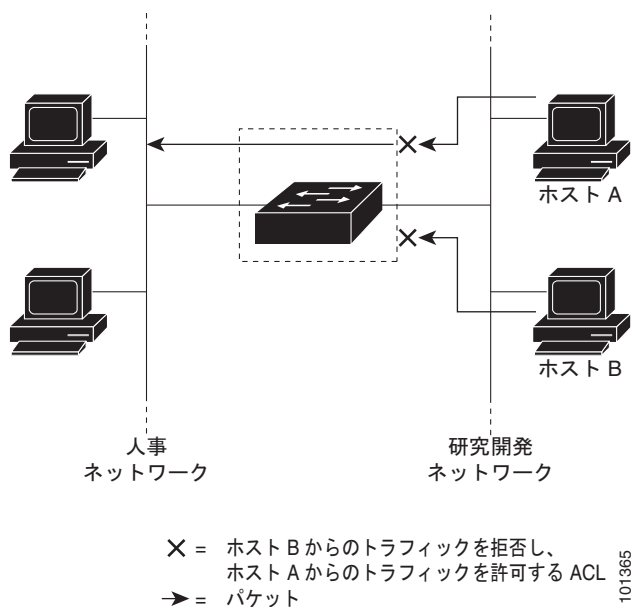 ホスト A
ホスト B
人事
ネットワーク
研究開発
ネットワーク
✕ = ホスト B からのトラフィックを拒否し、
ホスト A からのトラフィックを許可する ACL
➔ = パケット
101365